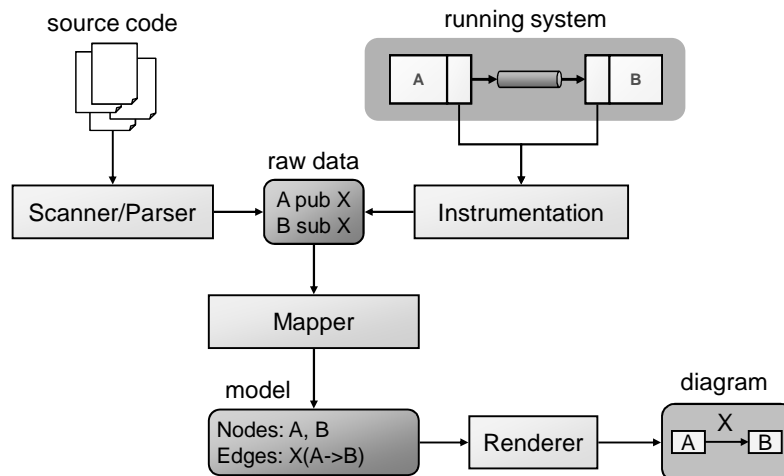 source code
running system
A
B
raw data
A pub X
B sub X
Scanner/Parser
Instrumentation
Mapper
model
Nodes: A, B
Edges: X(A->B)
Renderer
diagram
X
A
B